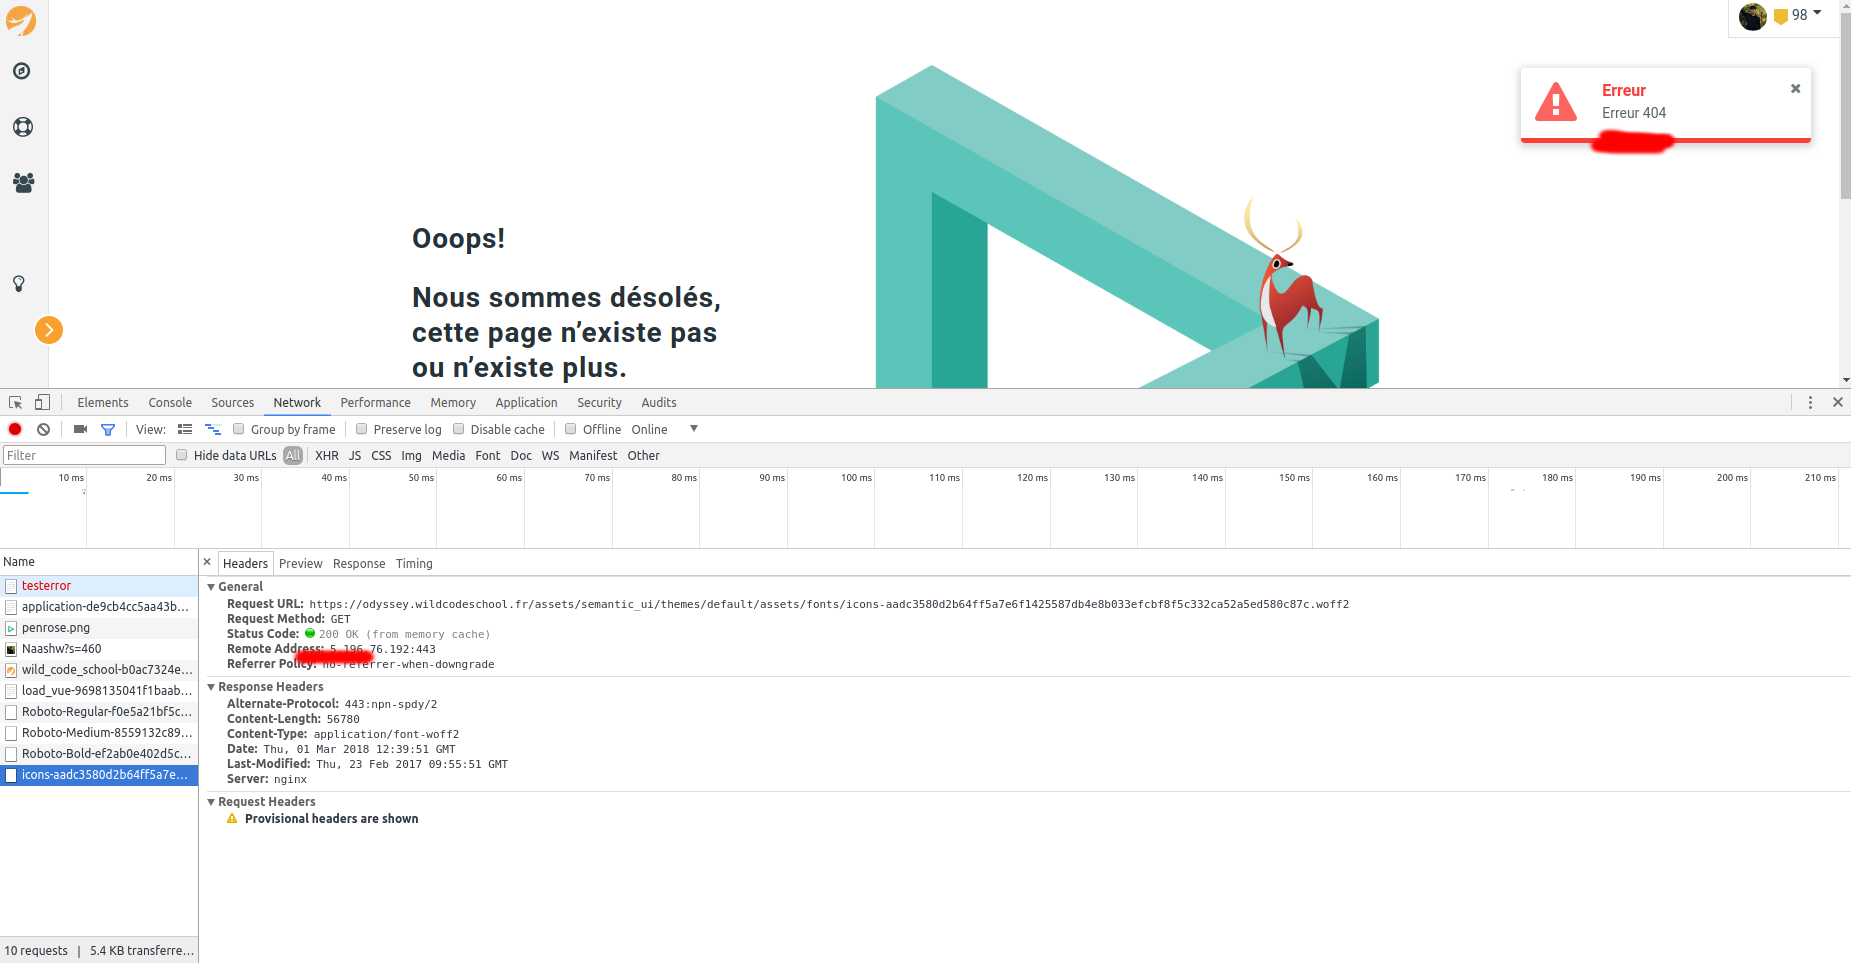 98
Erreur
Erreur 404
Ooops!
Nous sommes désolés,
cette page n’existe pas
ou n’existe plus.
Elements Console Sources Network Performance Memory Application Security Audits
View: Group by frame Preserve log Disable cache Offline Online
Filter Hide data URLs All XHR JS CSS Img Media Font Doc WS Manifest Other
10 ms 20 ms 30 ms 40 ms 50 ms 60 ms 70 ms 80 ms 90 ms 100 ms 110 ms 120 ms 130 ms 140 ms 150 ms 160 ms 170 ms 180 ms 190 ms 200 ms 210 ms
Name
testerror
application-de9cb4cc5aa43b...
penrose.png
Naashw?s=460
wild_code_school-b0ac7324e...
load_vue-9698135041f1baab...
Roboto-Regular-f0e5a21bf5c...
Roboto-Medium-8559132c89...
Roboto-Bold-ef2ab0e402d5c...
icons-aadc3580d2b64ff5a7e...
10 requests | 5.4 KB transferre...
Headers Preview Response Timing
General
Request URL: https://odyssey.wildcodeschool.fr/assets/semantic_ui/themes/default/assets/fonts/icons-aadc3580d2b64ff5a7e6f1425587db4e8b033efcbf8f5c332ca52a5ed580c87c.woff2
Request Method: GET
Status Code: 200 OK (from memory cache)
Remote Address: 5.196.76.192:443
Referrer Policy: no-referrer-when-downgrade
Response Headers
Alternate-Protocol: 443:npn-spdy/2
Content-Length: 56780
Content-Type: application/font-woff2
Date: Thu, 01 Mar 2018 12:39:51 GMT
Last-Modified: Thu, 23 Feb 2017 09:55:51 GMT
Server: nginx
Request Headers
Provisional headers are shown